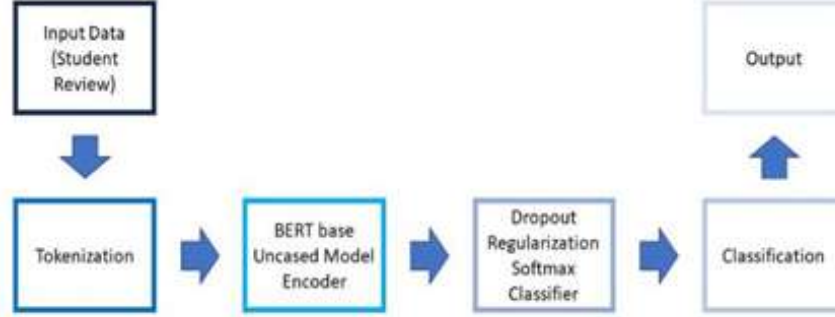 Input Data
(Student
Review)
Output
Tokenization
BERT base
Uncased Model
Encoder
Dropout
Regularization
Softmax
Classifier
Classification